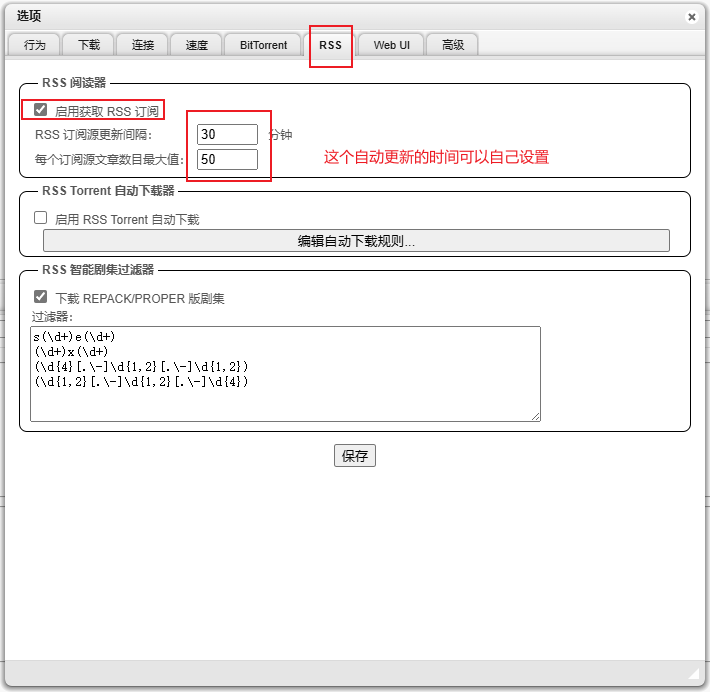 选项
行为 下载 连接 速度 BitTorrent RSS Web UI 高级
RSS 阅读器
启用获取 RSS 订阅
RSS 订阅源更新间隔: 30 分钟
每个订阅源文章数目最大值: 50
这个自动更新的时间可以自己设置
RSS Torrent 自动下载器
启用 RSS Torrent 自动下载
编辑自动下载规则...
RSS 智能剧集过滤器
下载 REPACK/PROPER 版剧集
过滤器:
s(\d+)e(\d+)
(\d+)x(\d+)
(\d{4}[.\-]\d{1,2}[.\-]\d{1,2})
(\d{1,2}[.\-]\d{1,2}[.\-]\d{4})
保存